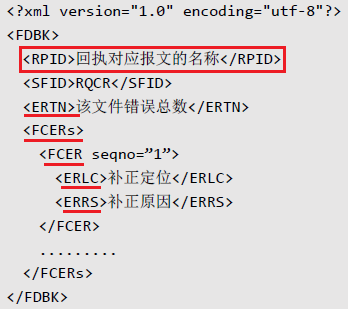 <?xml version="1.0" encoding="utf-8"?>
<FDBK>
<RPID>回执对应报文的名称</RPID>
<SFID>RQCR</SFID>
<ERTN>该文件错误总数</ERTN>
<FCERs>
<FCER seqno=”1”>
<ERLC>补正定位</ERLC>
<ERRS>补正原因</ERRS>
</FCER>
.........
</FCERs>
</FDBK>